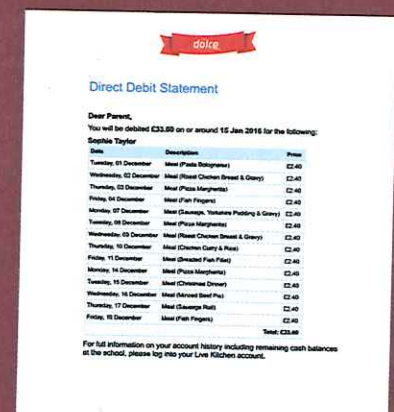 dolce
Direct Debit Statement
Dear Parent,
You will be debited £33.60 on or around 15 Jan 2016 for the following:
Sophie Taylor
Date Description Price
Tuesday, 01 December Meal (Pasta Bolognese) £2.40
Wednesday, 02 December Meal (Roast Chicken Breast & Gravy) £2.40
Thursday, 03 December Meal (Pizza Margherita) £2.40
Friday, 04 December Meal (Fish Fingers) £2.40
Monday, 07 December Meal (Sausage, Yorkshire Pudding & Gravy) £2.40
Tuesday, 08 December Meal (Pizza Margherita) £2.40
Wednesday, 09 December Meal (Roast Chicken Breast & Gravy) £2.40
Thursday, 10 December Meal (Chicken Curry & Rice) £2.40
Friday, 11 December Meal (Breaded Fish Fillet) £2.40
Monday, 14 December Meal (Pizza Margherita) £2.40
Tuesday, 15 December Meal (Christmas Dinner) £2.40
Wednesday, 16 December Meal (Minced Beef Pie) £2.40
Thursday, 17 December Meal (Sausage Roll) £2.40
Friday, 18 December Meal (Fish Fingers) £2.40
Total: £33.60
For full information on your account history including remaining cash balances
at the school, please log into your Live Kitchen account.